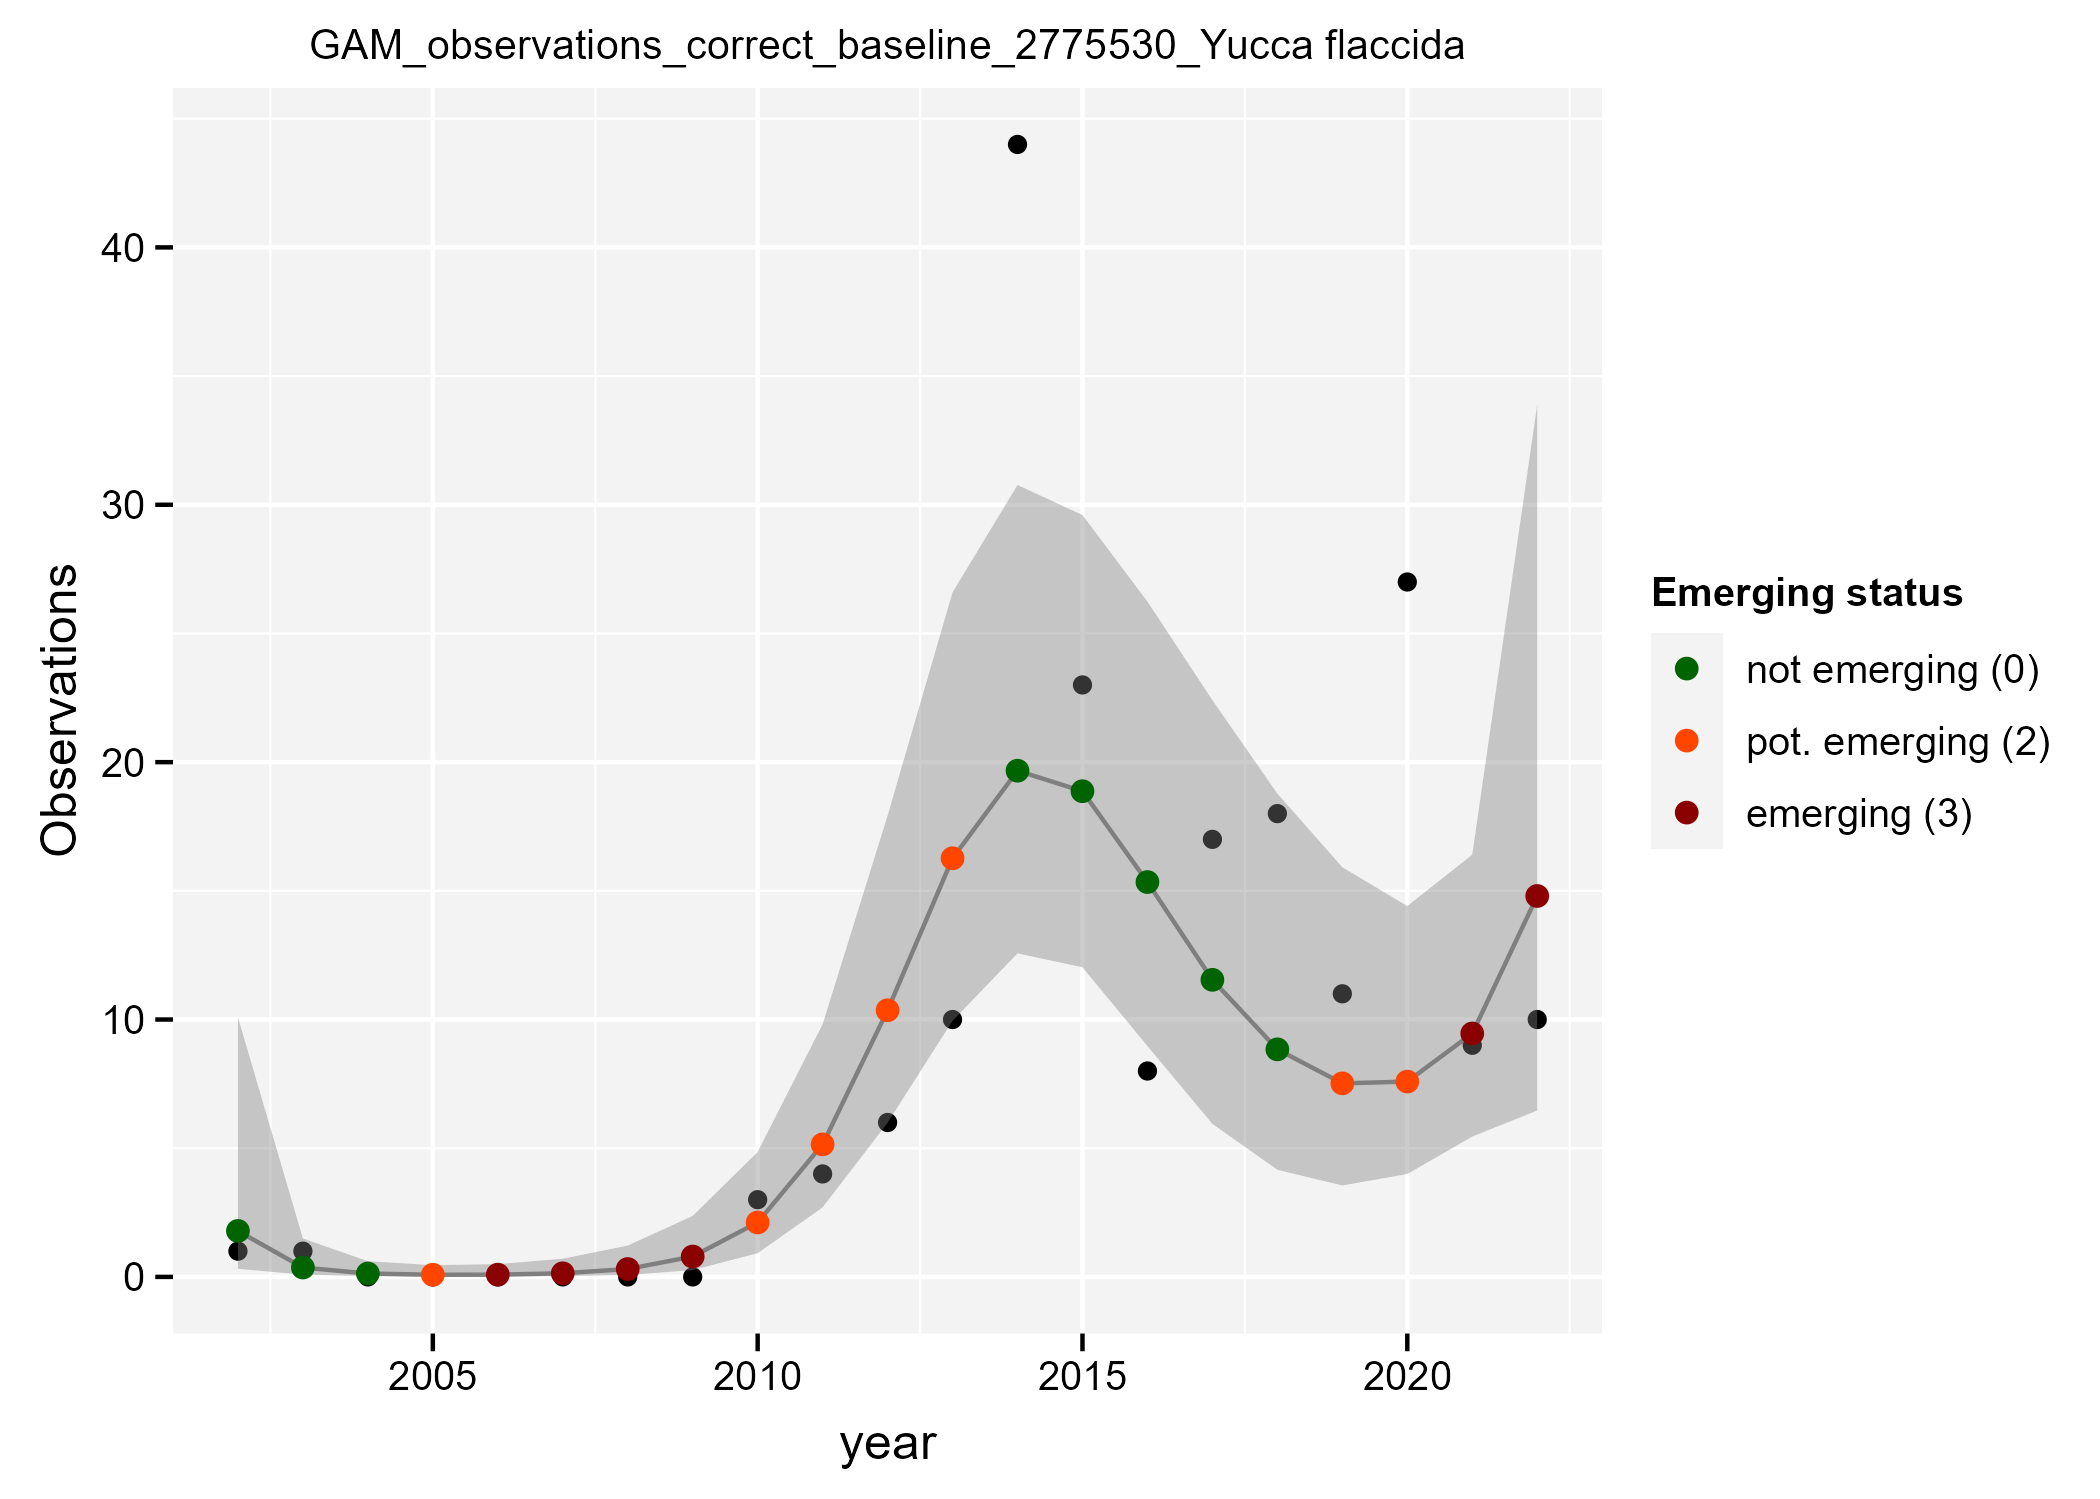 GAM_observations_correct_baseline_2775530_Yucca flaccida
Observations
40
30
20
10
0
2005 2010 2015 2020
year
Emerging status
not emerging (0)
pot. emerging (2)
emerging (3)